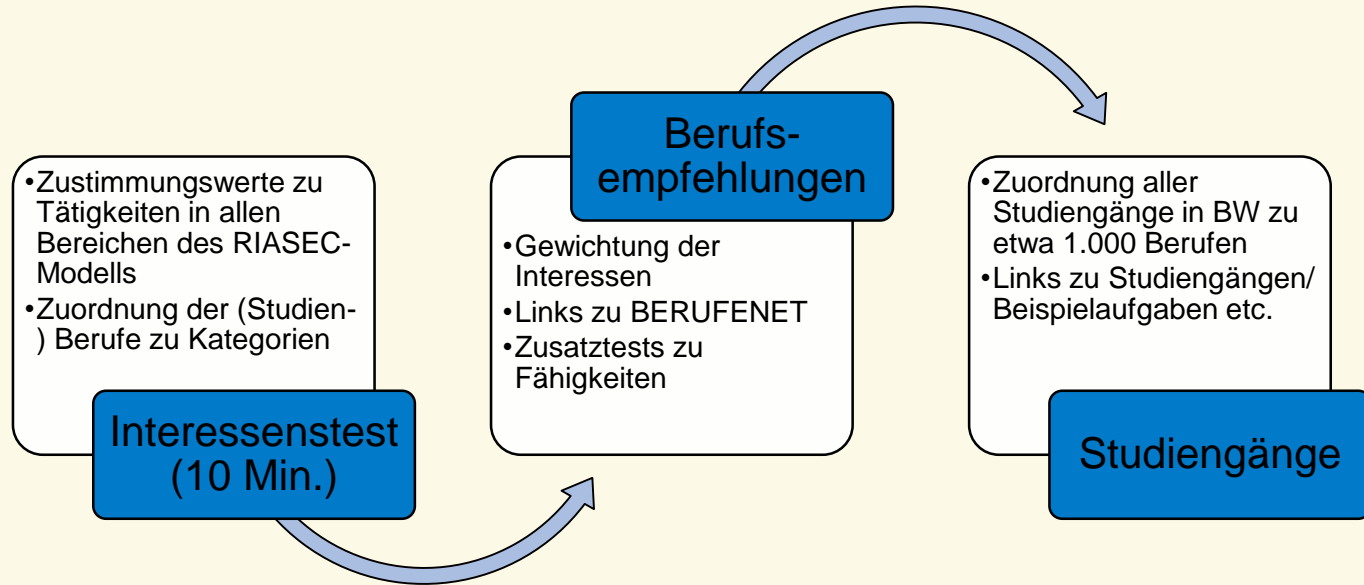 •Zustimmungswerte zu
Tätigkeiten in allen
Bereichen des RIASEC-
Modells
•Zuordnung der (Studien-
) Berufe zu Kategorien
Interessenstest
(10 Min.)
Berufs-
empfehlungen
•Gewichtung der
Interessen
•Links zu BERUFENET
•Zusatztests zu
Fähigkeiten
•Zuordnung aller
Studiengänge in BW zu
etwa 1.000 Berufen
•Links zu Studiengängen/
Beispielaufgaben etc.
Studiengänge